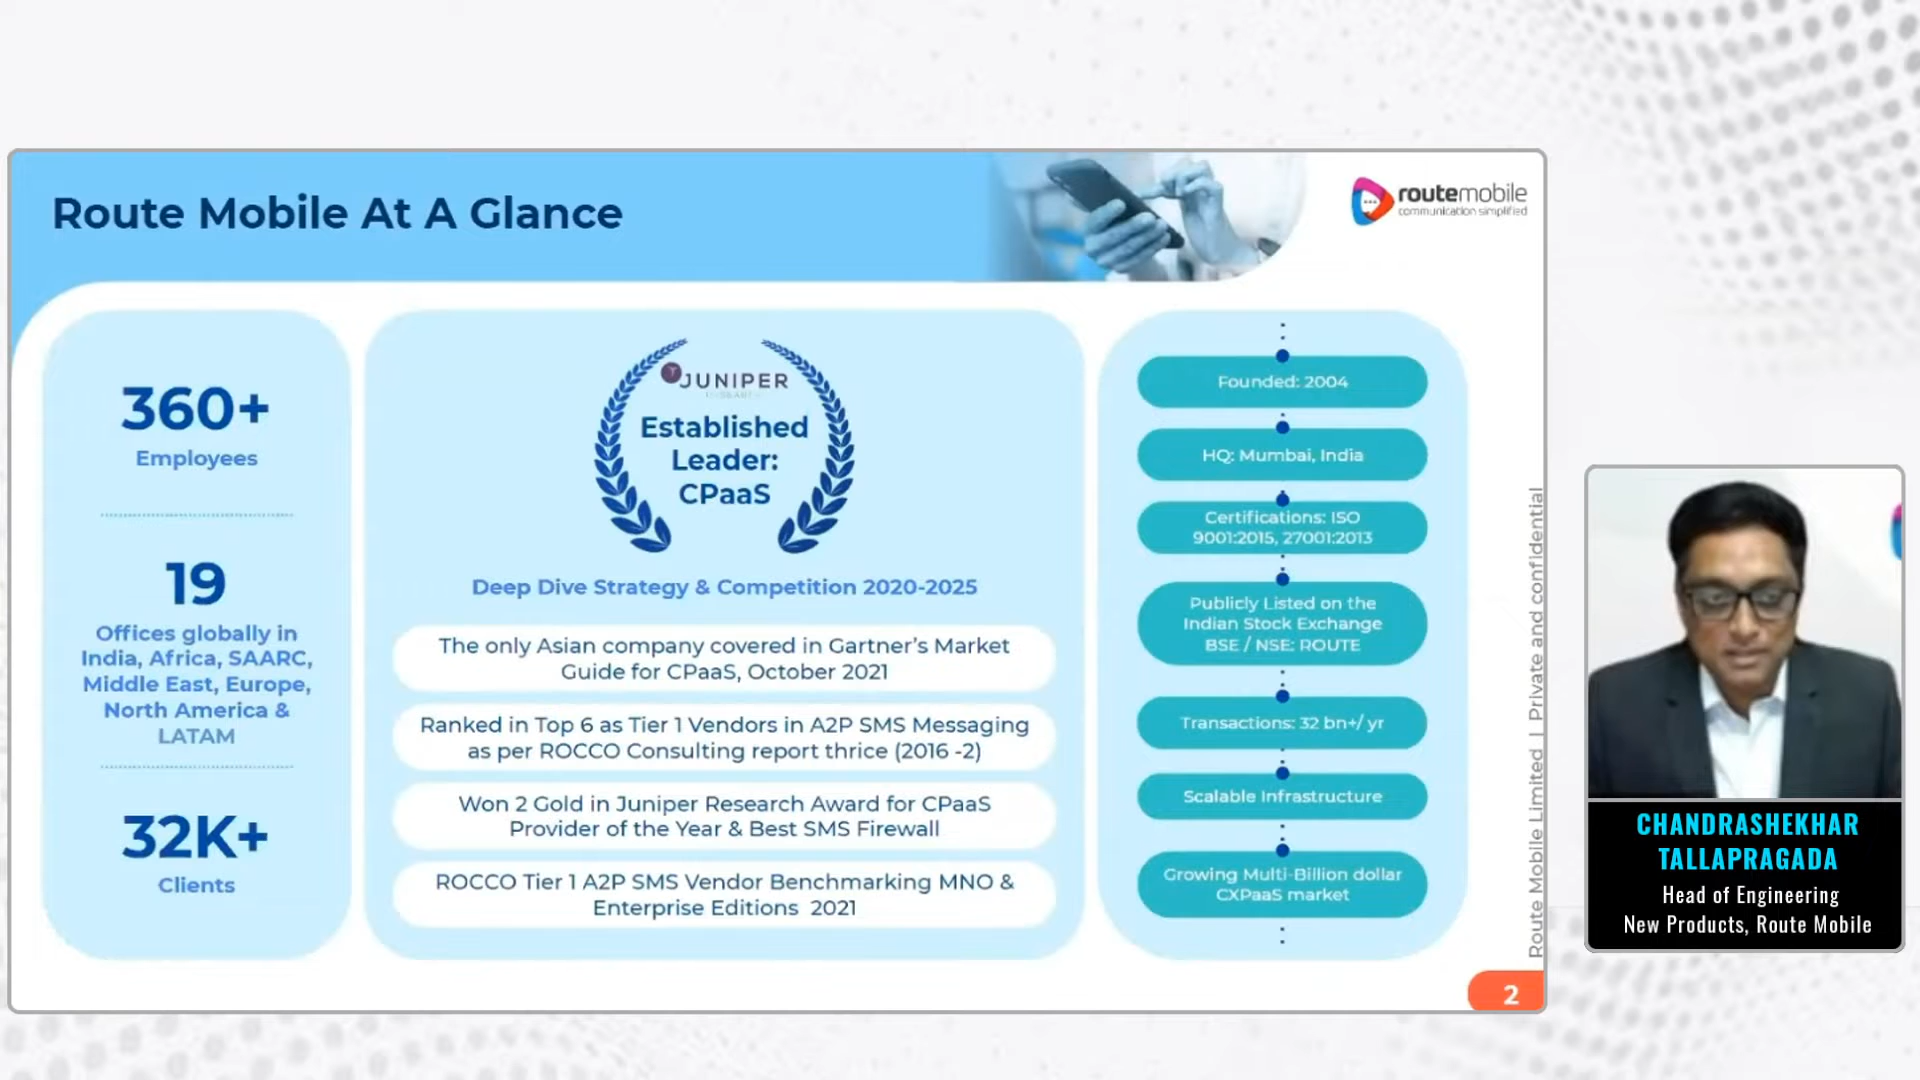 Route Mobile At A Glance
routemobile
communication simplified
360+
Employees
19
Offices globally in
India, Africa, SAARC,
Middle East, Europe,
North America &
LATAM
32K+
Clients
JUNIPER
Established
Leader:
CPaaS
Deep Dive Strategy & Competition 2020-2025
The only Asian company covered in Gartner's Market
Guide for CPaaS, October 2021
Ranked in Top 6 as Tier 1 Vendors in A2P SMS Messaging
as per ROCCO Consulting report thrice (2016 -2)
Won 2 Gold in Juniper Research Award for CPaaS
Provider of the Year & Best SMS Firewall
ROCCO Tier 1 A2P SMS Vendor Benchmarking MNO &
Enterprise Editions 2021
Founded: 2004
HQ: Mumbai, India
Certifications: ISO
9001:2015, 27001:2013
Publicly Listed on the
Indian Stock Exchange
BSE / NSE: ROUTE
Transactions: 32 bn+/ yr
Scalable Infrastructure
Growing Multi-Billion dollar
CXPaaS market
Route Mobile Limited | Private and confidential
2
CHANDRASHEKHAR
TALLAPRAGADA
Head of Engineering
New Products, Route Mobile